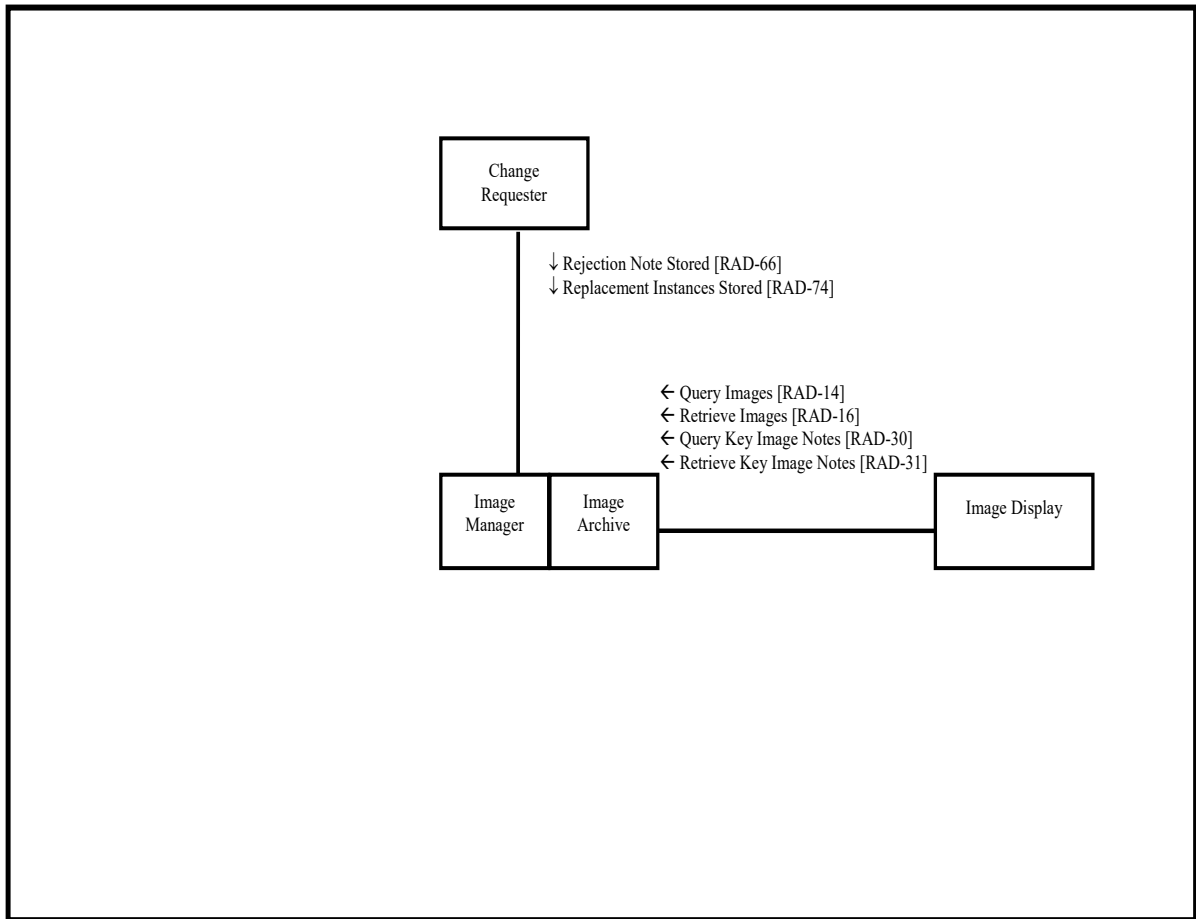 Change
Requester
↓ Rejection Note Stored [RAD-66]
↓ Replacement Instances Stored [RAD-74]
← Query Images [RAD-14]
← Retrieve Images [RAD-16]
← Query Key Image Notes [RAD-30]
← Retrieve Key Image Notes [RAD-31]
Image
Manager
Image
Archive
Image Display